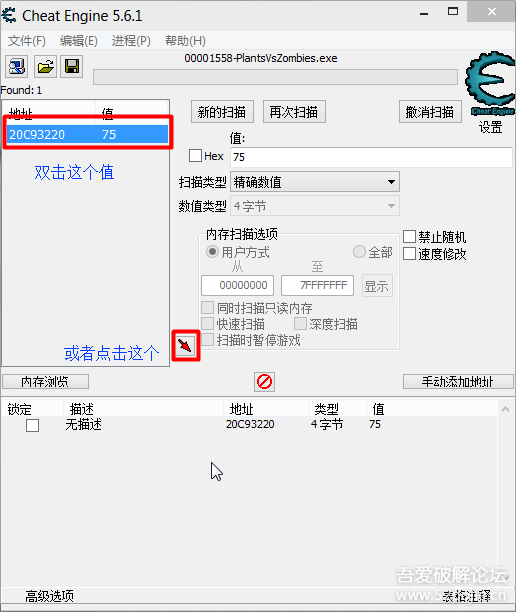 Cheat Engine 5.6.1
文件(F) 编辑(E) 进程(P) 帮助(H)
00001558-PlantsVsZombies.exe
Found: 1
Cheat Engine
设置
地址 值
20C93220 75
双击这个值
或者点击这个
新的扫描 再次扫描 撤消扫描
值:
Hex 75
扫描类型 精确数值
数值类型 4 字节
内存扫描选项
用户方式 全部
从 至
00000000 7FFFFFFF 显示
同时扫描只读内存
快速扫描 深度扫描
扫描时暂停游戏
禁止随机
速度修改
内存浏览 手动添加地址
锁定 描述 地址 类型 值
无描述 20C93220 4 字节 75
吾爱破解论坛
高级选项 表格注释